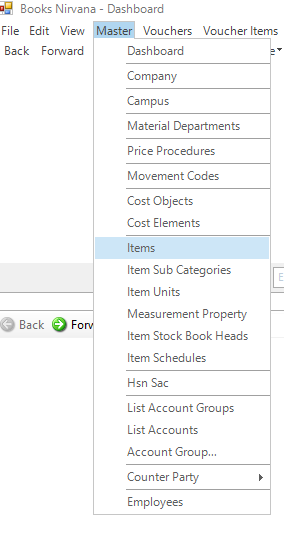 Books Nirvana - Dashboard
File Edit View Master Vouchers Voucher Items
Back Forward
Dashboard
Company
Campus
Material Departments
Price Procedures
Movement Codes
Cost Objects
Cost Elements
Items
Item Sub Categories
Item Units
Measurement Property
Item Stock Book Heads
Item Schedules
Back
Hsn Sac
List Account Groups
List Accounts
Account Group...
Counter Party
Employees